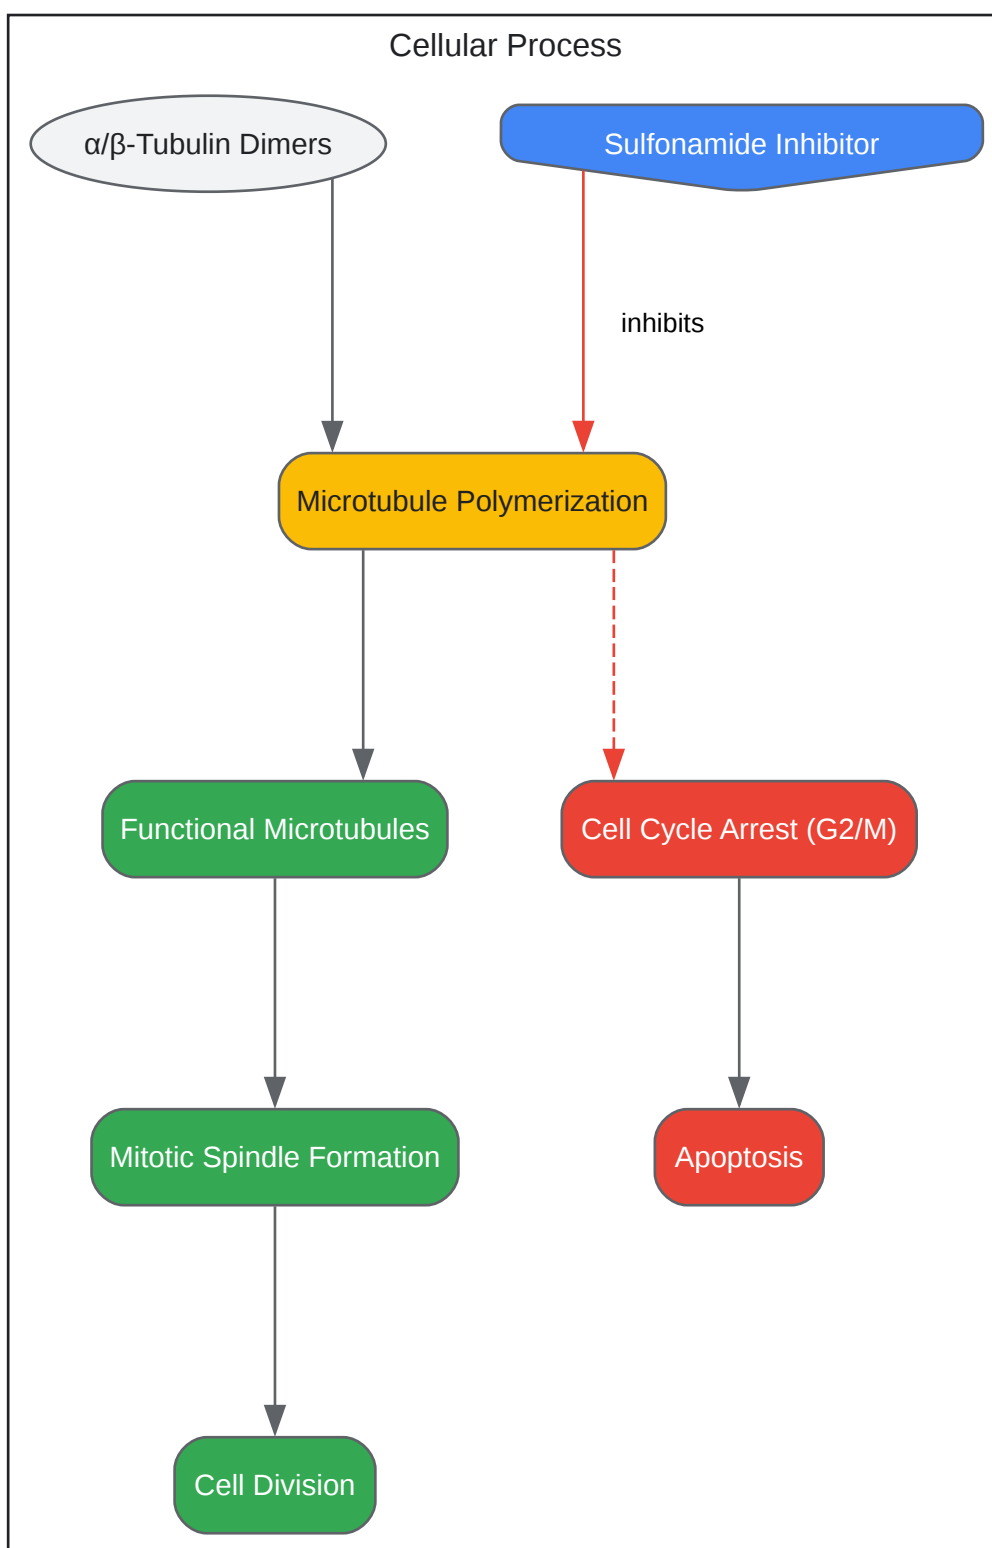 Cellular Process
α/β-Tubulin Dimers
Sulfonamide Inhibitor
inhibits
Microtubule Polymerization
Functional Microtubules
Cell Cycle Arrest (G2/M)
Mitotic Spindle Formation
Apoptosis
Cell Division